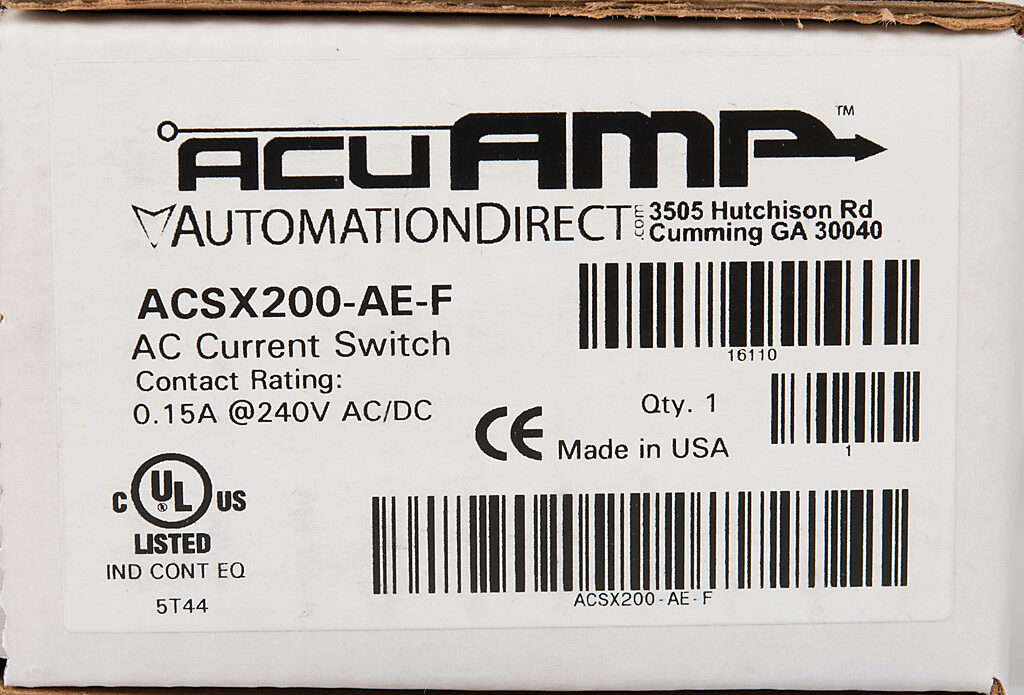 ACUAMP™
AUTOMATIONDIRECT.com
3505 Hutchison Rd
Cumming GA 30040
ACSX200-AE-F
AC Current Switch
Contact Rating:
0.15A @240V AC/DC
16110
Qty. 1
1
CE
Made in USA
C UL® US
LISTED
IND CONT EQ
5T44
ACSX200-AE-F